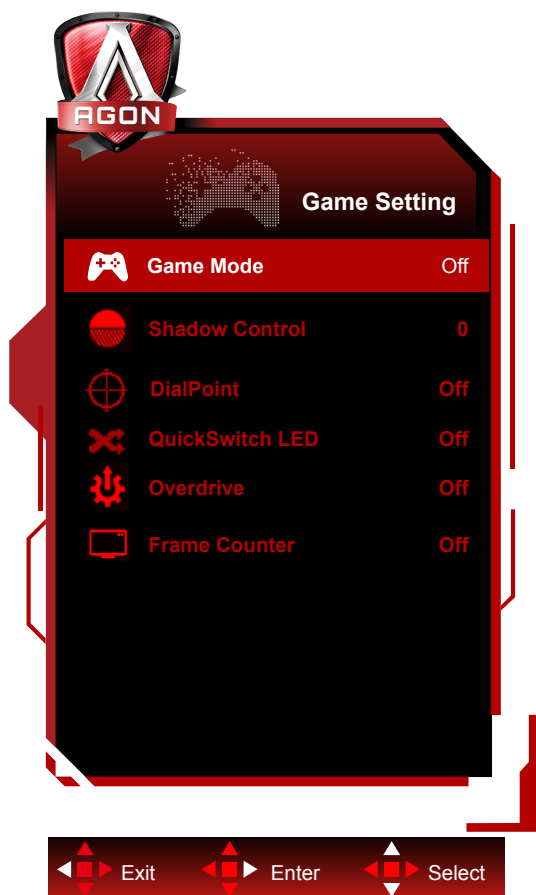 AGON
Game Setting
Game Mode Off
Shadow Control 0
DialPoint Off
QuickSwitch LED Off
Overdrive Off
Frame Counter Off
Exit Enter Select